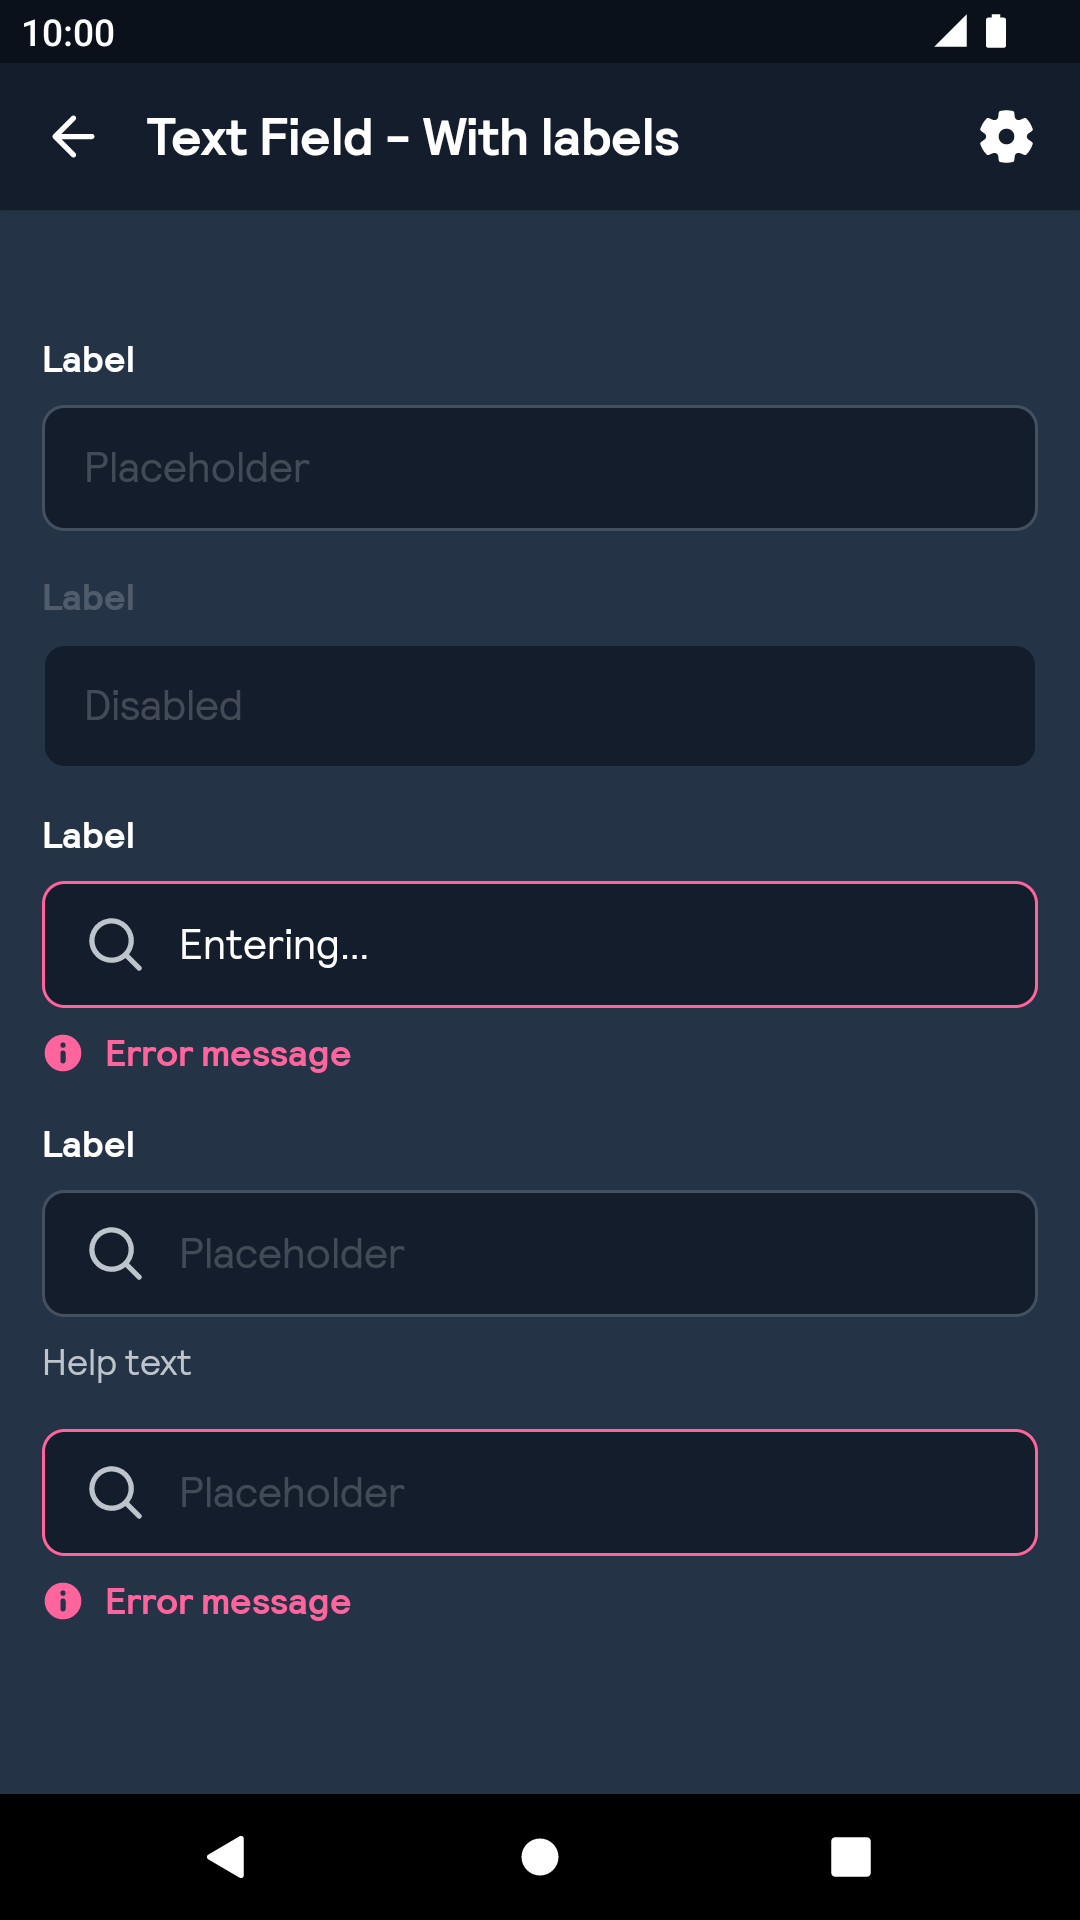 10:00
Text Field - With labels
Label
Placeholder
Label
Disabled
Label
Entering...
Error message
Label
Placeholder
Help text
Placeholder
Error message